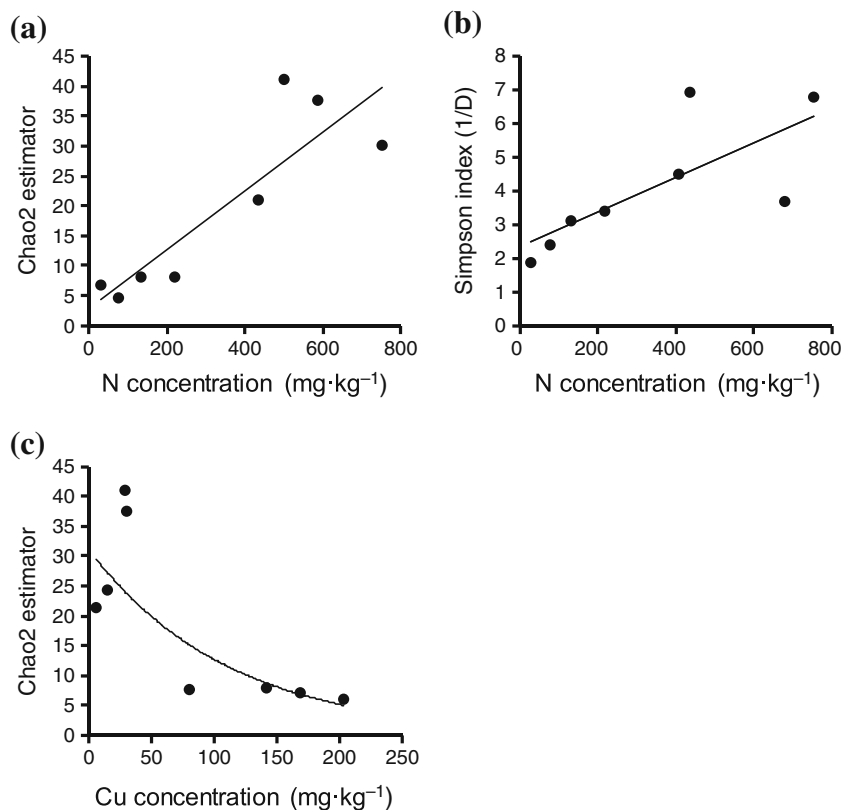 (a)
45
40
35
30
25
20
15
10
5
0
Chao2 estimator
0 200 400 600 800
N concentration (mg·kg⁻¹)
(b)
8
7
6
5
4
3
2
1
0
Simpson index (1/D)
0 200 400 600 800
N concentration (mg·kg⁻¹)
(c)
45
40
35
30
25
20
15
10
5
0
Chao2 estimator
0 50 100 150 200 250
Cu concentration (mg·kg⁻¹)